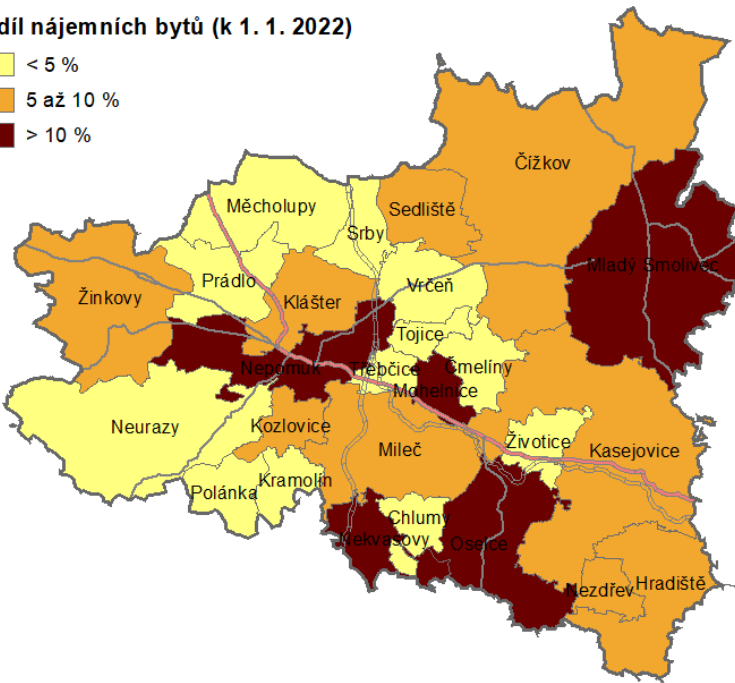 díl nájemních bytů (k 1. 1. 2022)
< 5 %
5 až 10 %
> 10 %
Čížkov
Měcholupy
Sedliště
Srby
Mladý Smolivec
Prádlo
Vrčeň
Žinkovy
Klášter
Tojice
Nepomuk
Třebčice
Čmelíny
Mohelnice
Neurazy
Kozlovice
Životice
Mileč
Kasejovice
Kramolín
Polánka
Chlumy
Nekvasovy
Oselce
Nezdřev
Hradiště